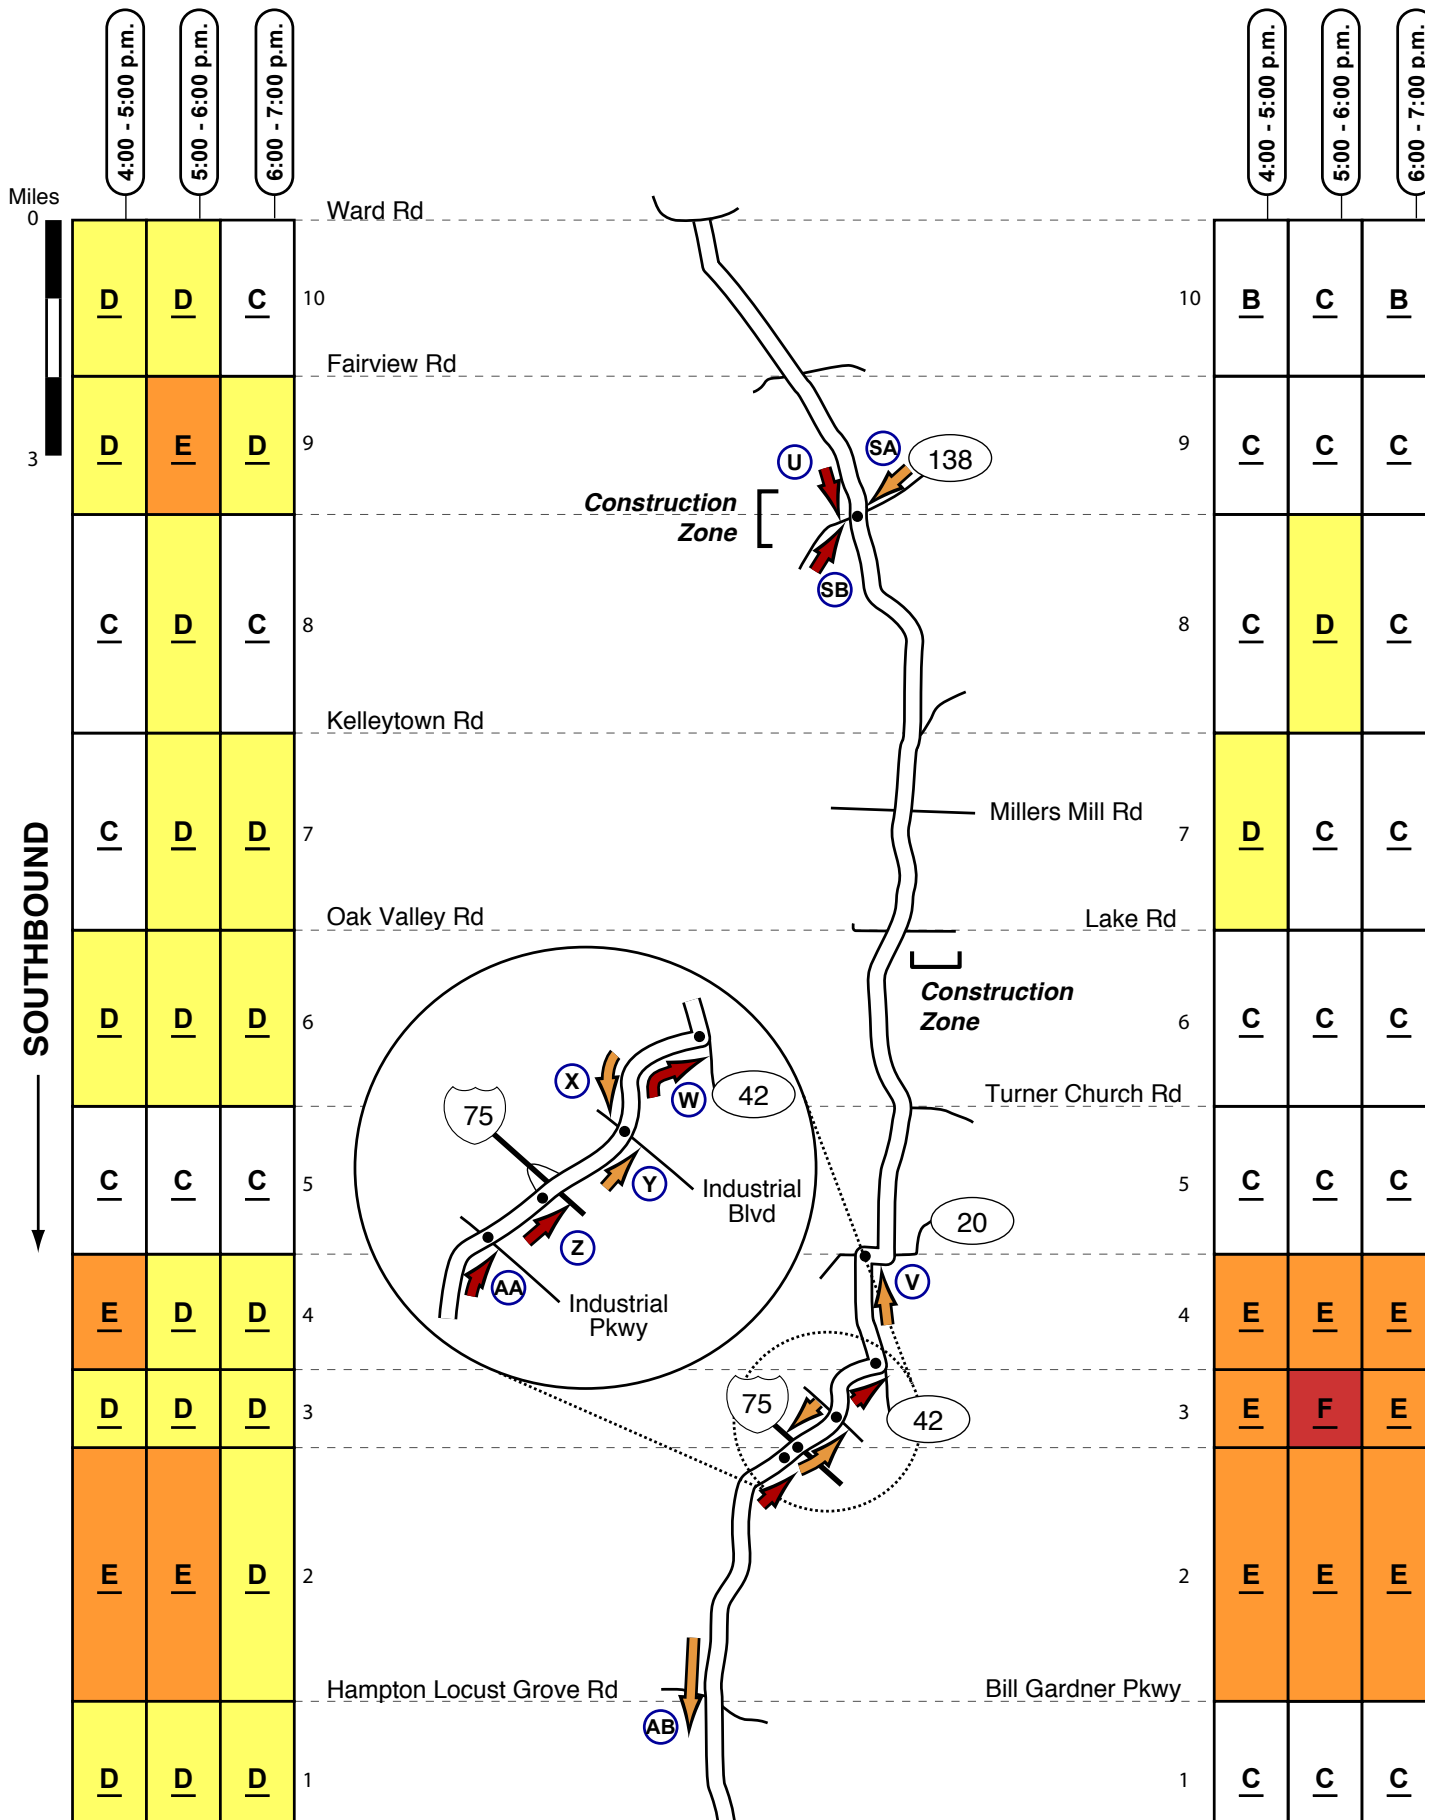 4:00 - 5:00 p.m.
5:00 - 6:00 p.m.
6:00 - 7:00 p.m.
4:00 - 5:00 p.m.
5:00 - 6:00 p.m.
6:00 - 7:00 p.m.
Miles
0
3
Ward Rd
D D C 10
10 B C B
Fairview Rd
D E D 9
9 C C C
U
SA
138
Construction
Zone
SB
C D C 8
8 C D C
Kelleytown Rd
Millers Mill Rd
C D D 7
7 D C C
SOUTHBOUND
Oak Valley Rd
Lake Rd
Construction
Zone
D D D 6
6 C C C
X
W
42
75
Turner Church Rd
C C C 5
5 C C C
Y
Industrial
Blvd
Z
20
AA
V
Industrial
Pkwy
E D D 4
4 E E E
75
42
D D D 3
3 E F E
E E D 2
2 E E E
Hampton Locust Grove Rd
Bill Gardner Pkwy
AB
D D D 1
1 C C C